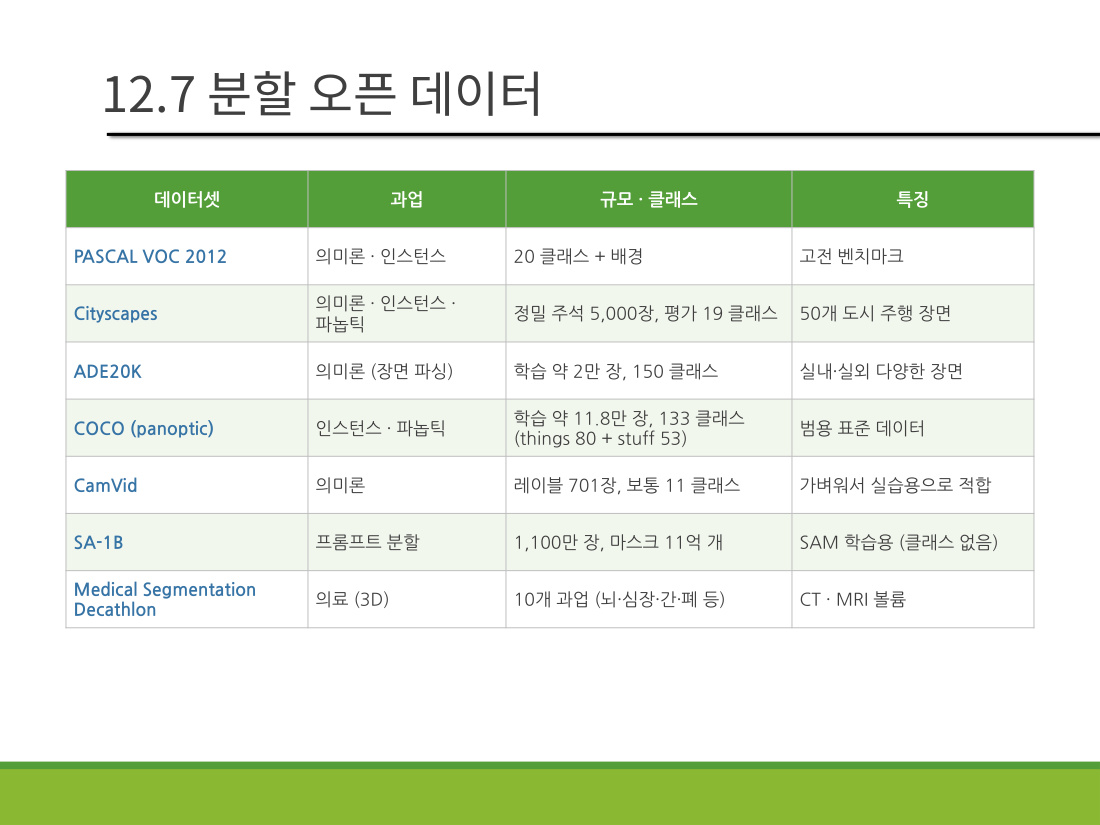 12.7 분할 오픈 데이터
데이터셋 과업 규모 · 클래스 특징
PASCAL VOC 2012 의미론 · 인스턴스 20 클래스 + 배경 고전 벤치마크
Cityscapes 의미론 · 인스턴스 · 파놉틱 정밀 주석 5,000장, 평가 19 클래스 50개 도시 주행 장면
ADE20K 의미론 (장면 파싱) 학습 약 2만 장, 150 클래스 실내·실외 다양한 장면
COCO (panoptic) 인스턴스 · 파놉틱 학습 약 11.8만 장, 133 클래스 (things 80 + stuff 53) 범용 표준 데이터
CamVid 의미론 레이블 701장, 보통 11 클래스 가벼워서 실습용으로 적합
SA-1B 프롬프트 분할 1,100만 장, 마스크 11억 개 SAM 학습용 (클래스 없음)
Medical Segmentation Decathlon 의료 (3D) 10개 과업 (뇌·심장·간·폐 등) CT · MRI 볼륨